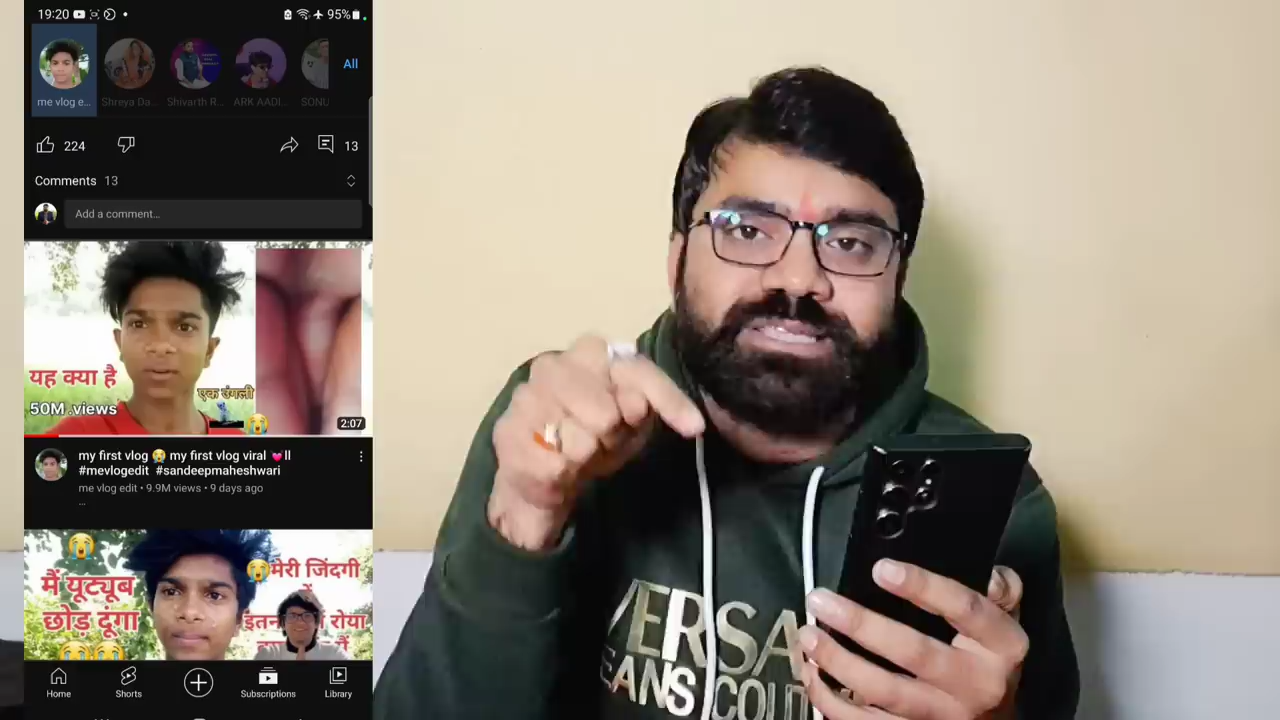 19:20
95%
me vlog e...
Shreya Da...
Shivarth R...
ARK AADI...
SONU
All
224
13
Comments 13
Add a comment...
यह क्या है
एक उंगली
50M.views
2:07
my first vlog 😭 my first vlog viral 💓ll
#mevlogedit #sandeepmaheshwari
me vlog edit • 9.9M views • 9 days ago
...
मैं यूट्यूब
छोड़ दूंगा
मेरी जिंदगी
में
रोया
Home
Shorts
Subscriptions
Library
VERSA
JEANS COUTU